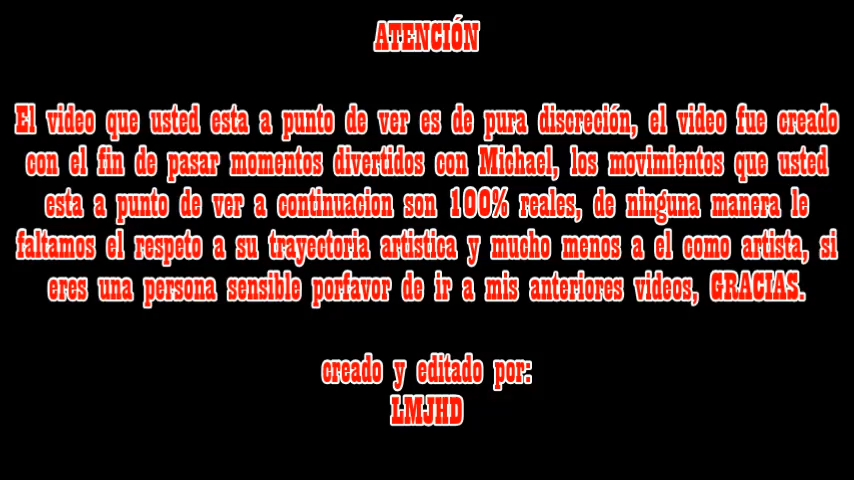 ATENCIÓN
El video que usted esta a punto de ver es de pura discreción, el video fue creado
con el fin de pasar momentos divertidos con Michael, los movimientos que usted
esta a punto de ver a continuacion son 100% reales, de ninguna manera le
faltamos el respeto a su trayectoria artistica y mucho menos a el como artista, si
eres una persona sensible porfavor de ir a mis anteriores videos, GRACIAS.
creado y editado por:
LMJHD